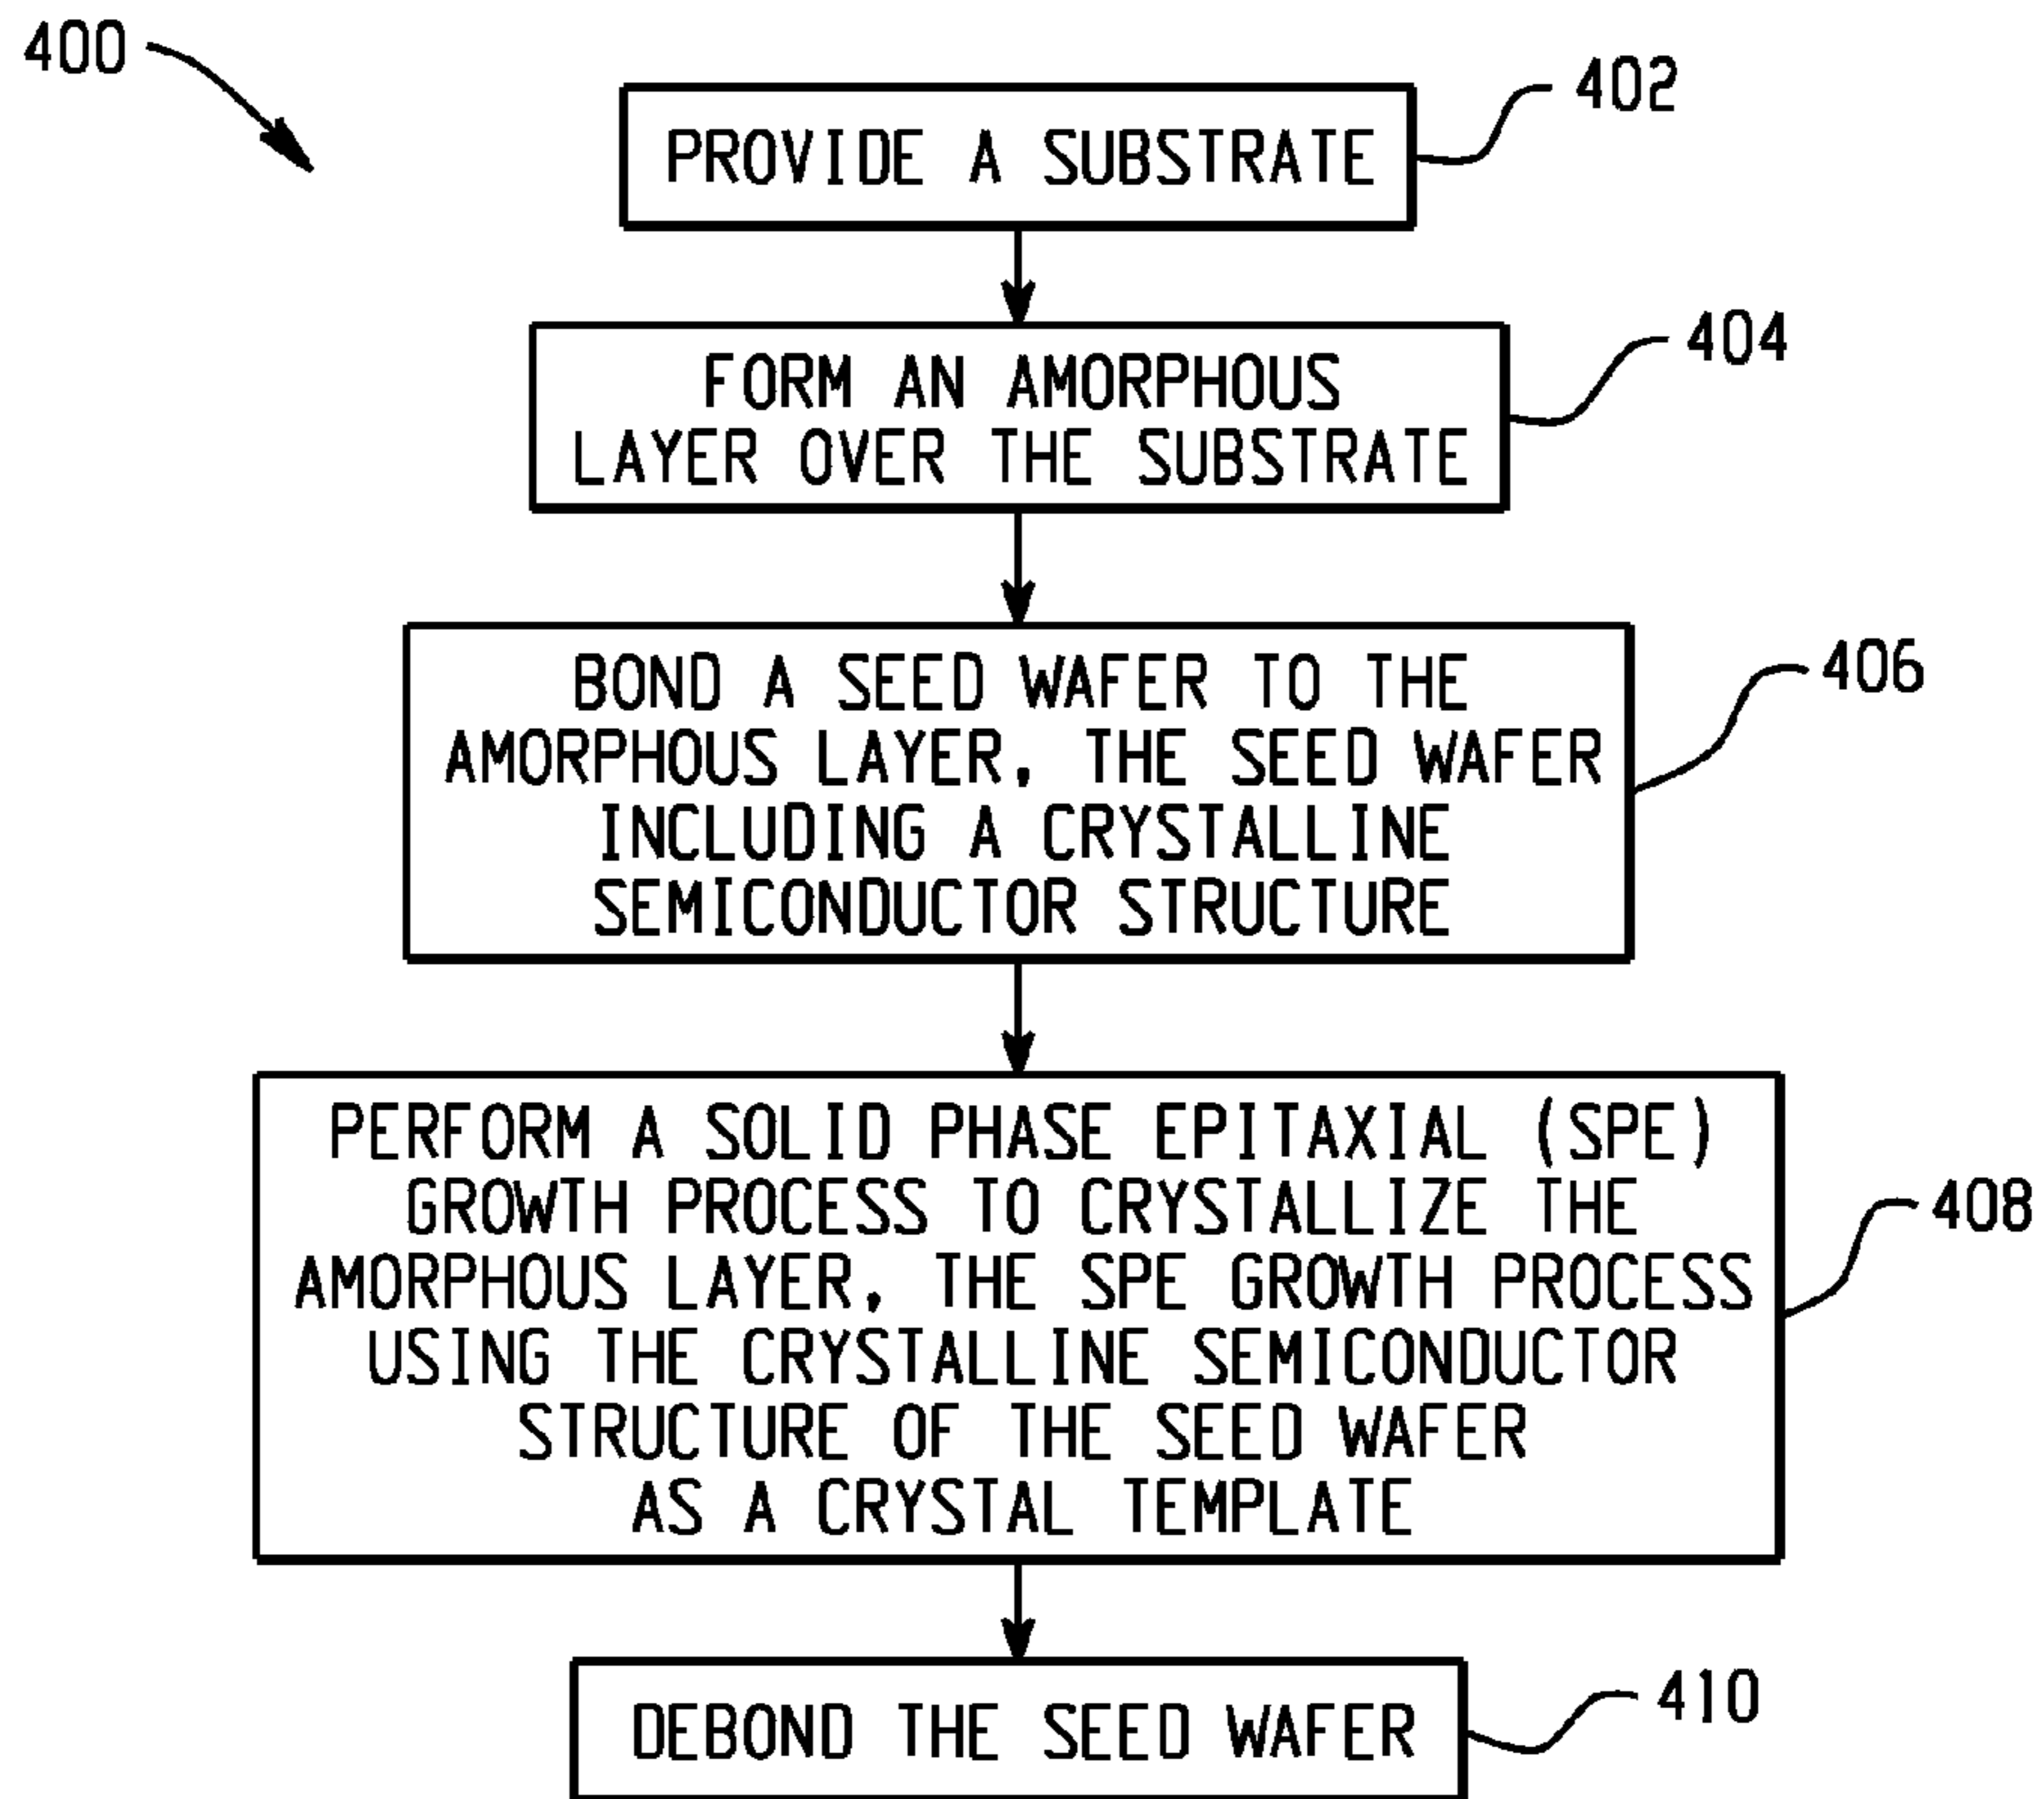 400
PROVIDE A SUBSTRATE
402
FORM AN AMORPHOUS
LAYER OVER THE SUBSTRATE
404
BOND A SEED WAFER TO THE
AMORPHOUS LAYER, THE SEED WAFER
INCLUDING A CRYSTALLINE
SEMICONDUCTOR STRUCTURE
406
PERFORM A SOLID PHASE EPITAXIAL (SPE)
GROWTH PROCESS TO CRYSTALLIZE THE
AMORPHOUS LAYER, THE SPE GROWTH PROCESS
USING THE CRYSTALLINE SEMICONDUCTOR
STRUCTURE OF THE SEED WAFER
AS A CRYSTAL TEMPLATE
408
DEBOND THE SEED WAFER
410